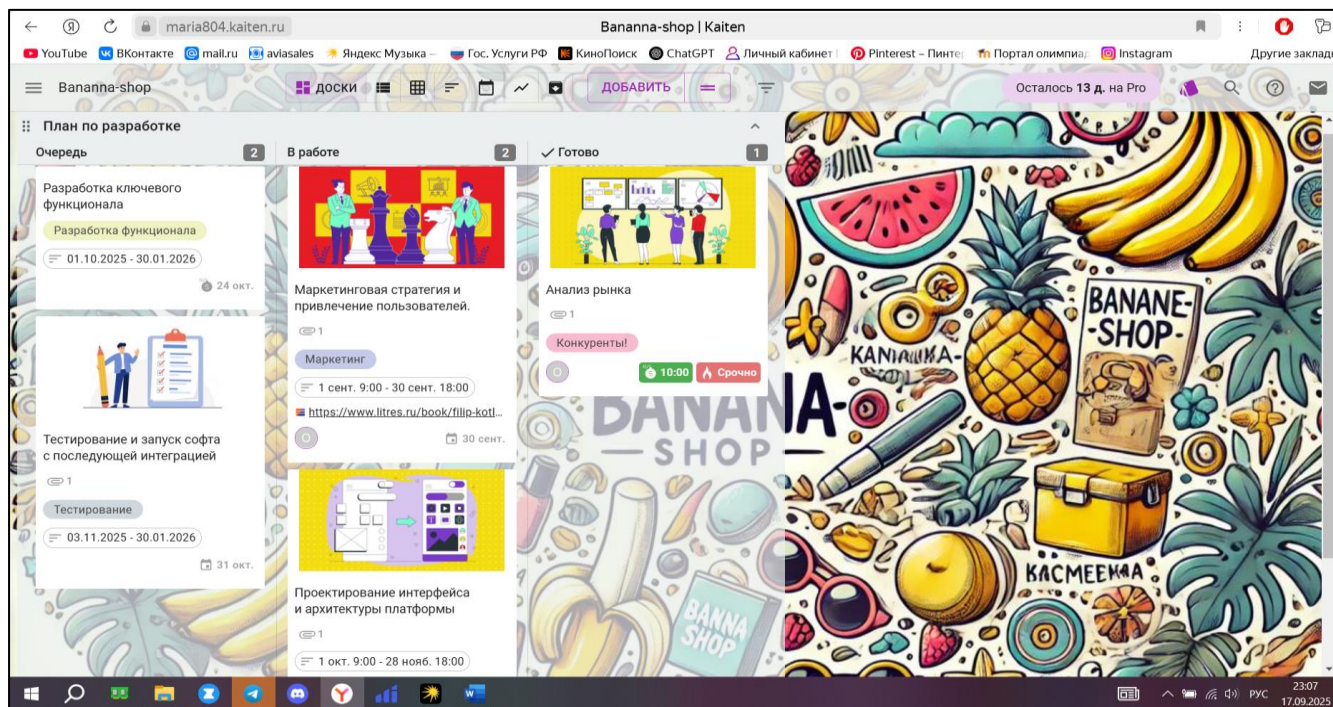 maria804.kaiten.ru
Bananna-shop | Kaiten
YouTube ВКонтакте @ mail.ru aviasales Яндекс Музыка — Гос. Услуги РФ КиноПоиск ChatGPT Личный кабинет Pinterest – Пинте Портал олимпиа Instagram Другие заклад
Bananna-shop
доски
ДОБАВИТЬ
Осталось 13 д. на Pro
План по разработке
Очередь 2
В работе 2
Готово 1
Разработка ключевого
функционала
Разработка функционала
01.10.2025 - 30.01.2026
24 окт.
Тестирование и запуск софта
с последующей интеграцией
1
Тестирование
03.11.2025 - 30.01.2026
31 окт.
Маркетинговая стратегия и
привлечение пользователей.
1
Маркетинг
1 сент. 9:00 - 30 сент. 18:00
https://www.litres.ru/book/filip-kotl...
О
30 сент.
Проектирование интерфейса
и архитектуры платформы
1
1 окт. 9:00 - 28 нояб. 18:00
Анализ рынка
1
Конкуренты!
О
10:00
Срочно
BANANA-
SHOP
BANNA
SHOP
BANANE-
-SHOP-
РУС
23:07
17.09.2025